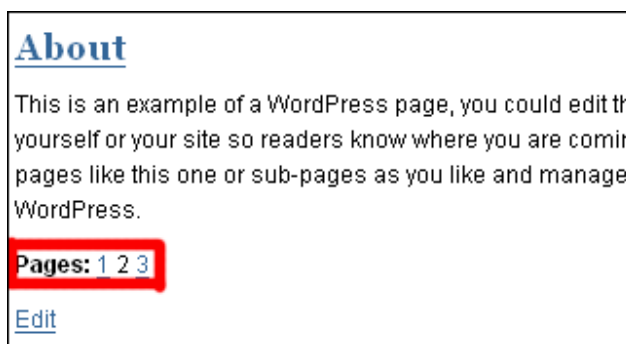 About
This is an example of a WordPress page, you could edit th
yourself or your site so readers know where you are comin
pages like this one or sub-pages as you like and manage
WordPress.
Pages: 1 2 3
Edit